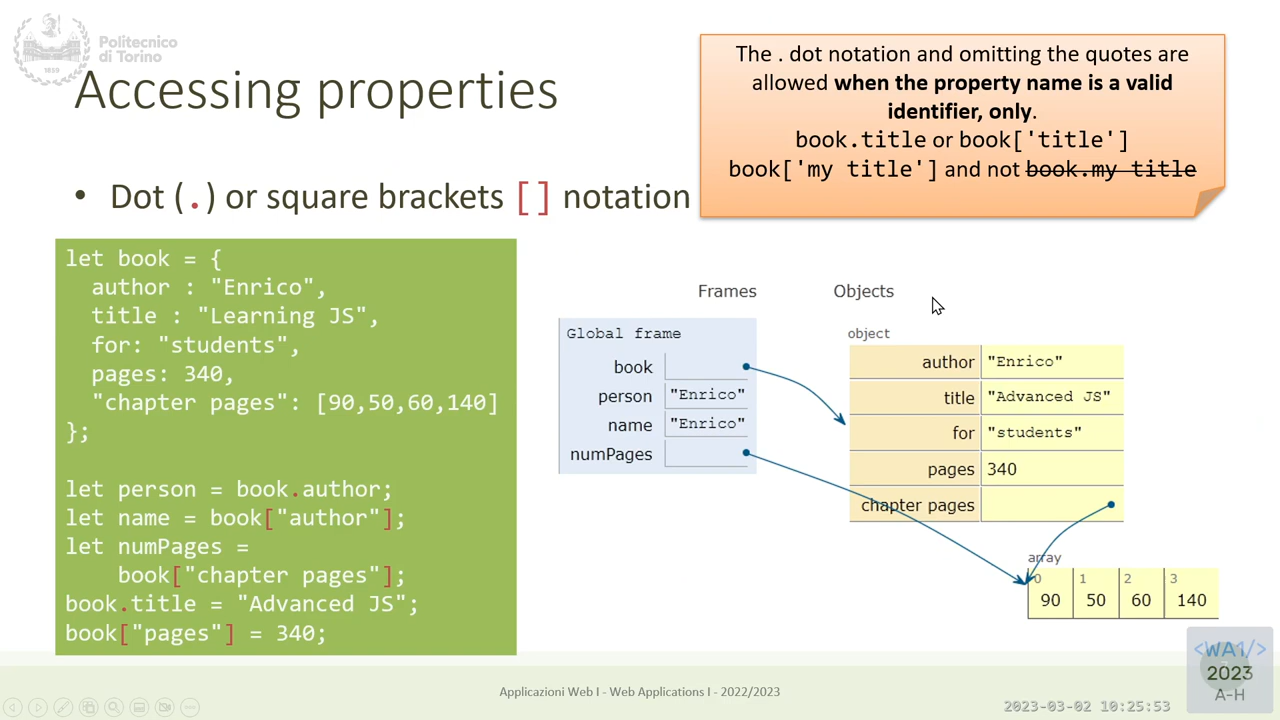 Politecnico
di Torino
1859
Accessing properties
The . dot notation and omitting the quotes are
allowed when the property name is a valid
identifier, only.
book.title or book['title']
book['my title'] and not book.my title
• Dot (.) or square brackets [] notation
let book = {
author : "Enrico",
title : "Learning JS",
for: "students",
pages: 340,
"chapter pages": [90,50,60,140]
};
let person = book.author;
let name = book["author"];
let numPages =
book["chapter pages"];
book.title = "Advanced JS";
book["pages"] = 340;
Frames Objects
Global frame
book
person "Enrico"
name "Enrico"
numPages
object
author "Enrico"
title "Advanced JS"
for "students"
pages 340
chapter pages
array
0 1 2 3
90 50 60 140
Applicazioni Web I - Web Applications I - 2022/2023
<WA1/>
2023
A-H
2023-03-02 10:25:53